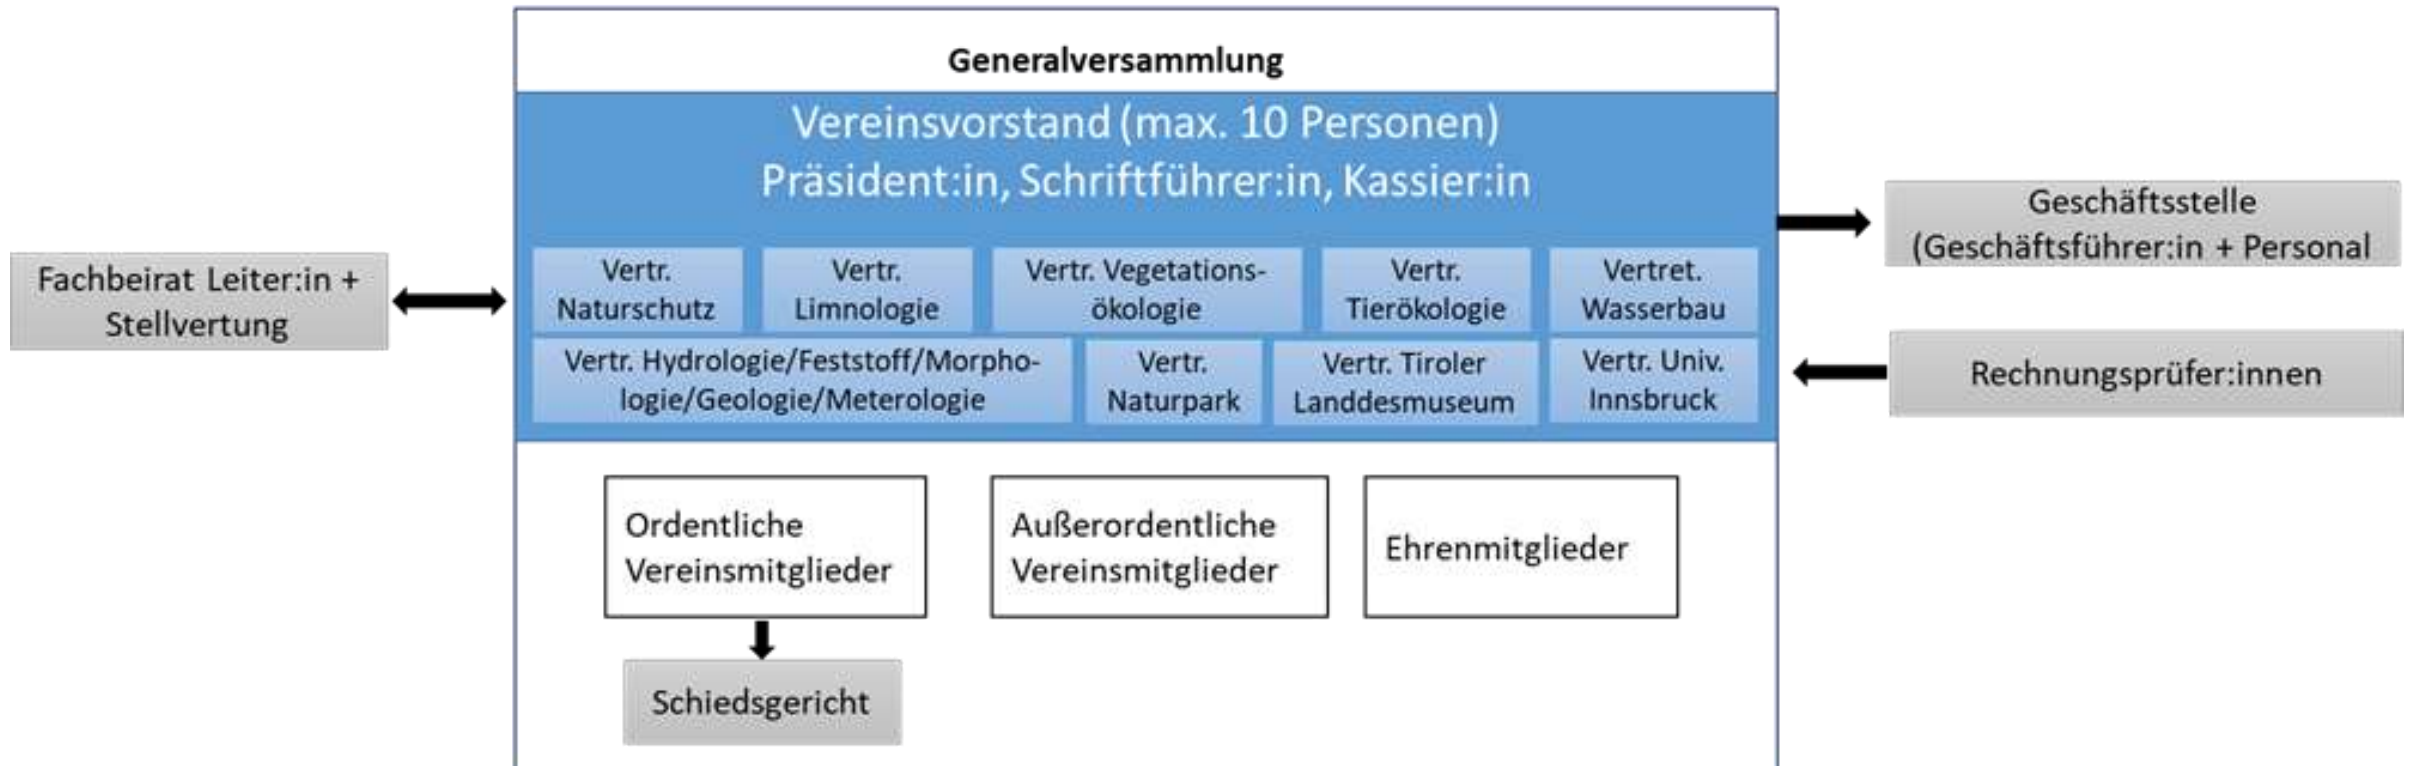 Generalversammlung
Vereinsvorstand (max. 10 Personen)
Präsident:in, Schriftführer:in, Kassier:in
Fachbeirat Leiter:in +
Stellvertung
Vertr.
Naturschutz
Vertr.
Limnologie
Vertr. Vegetations-
ökologie
Vertr.
Tierökologie
Vertret.
Wasserbau
Vertr. Hydrologie/Feststoff/Morpho-
logie/Geologie/Meterologie
Vertr.
Naturpark
Vertr. Tiroler
Landdesmuseum
Vertr. Univ.
Innsbruck
Geschäftsstelle
(Geschäftsführer:in + Personal
Rechnungsprüfer:innen
Ordentliche
Vereinsmitglieder
Außerordentliche
Vereinsmitglieder
Ehrenmitglieder
Schiedsgericht